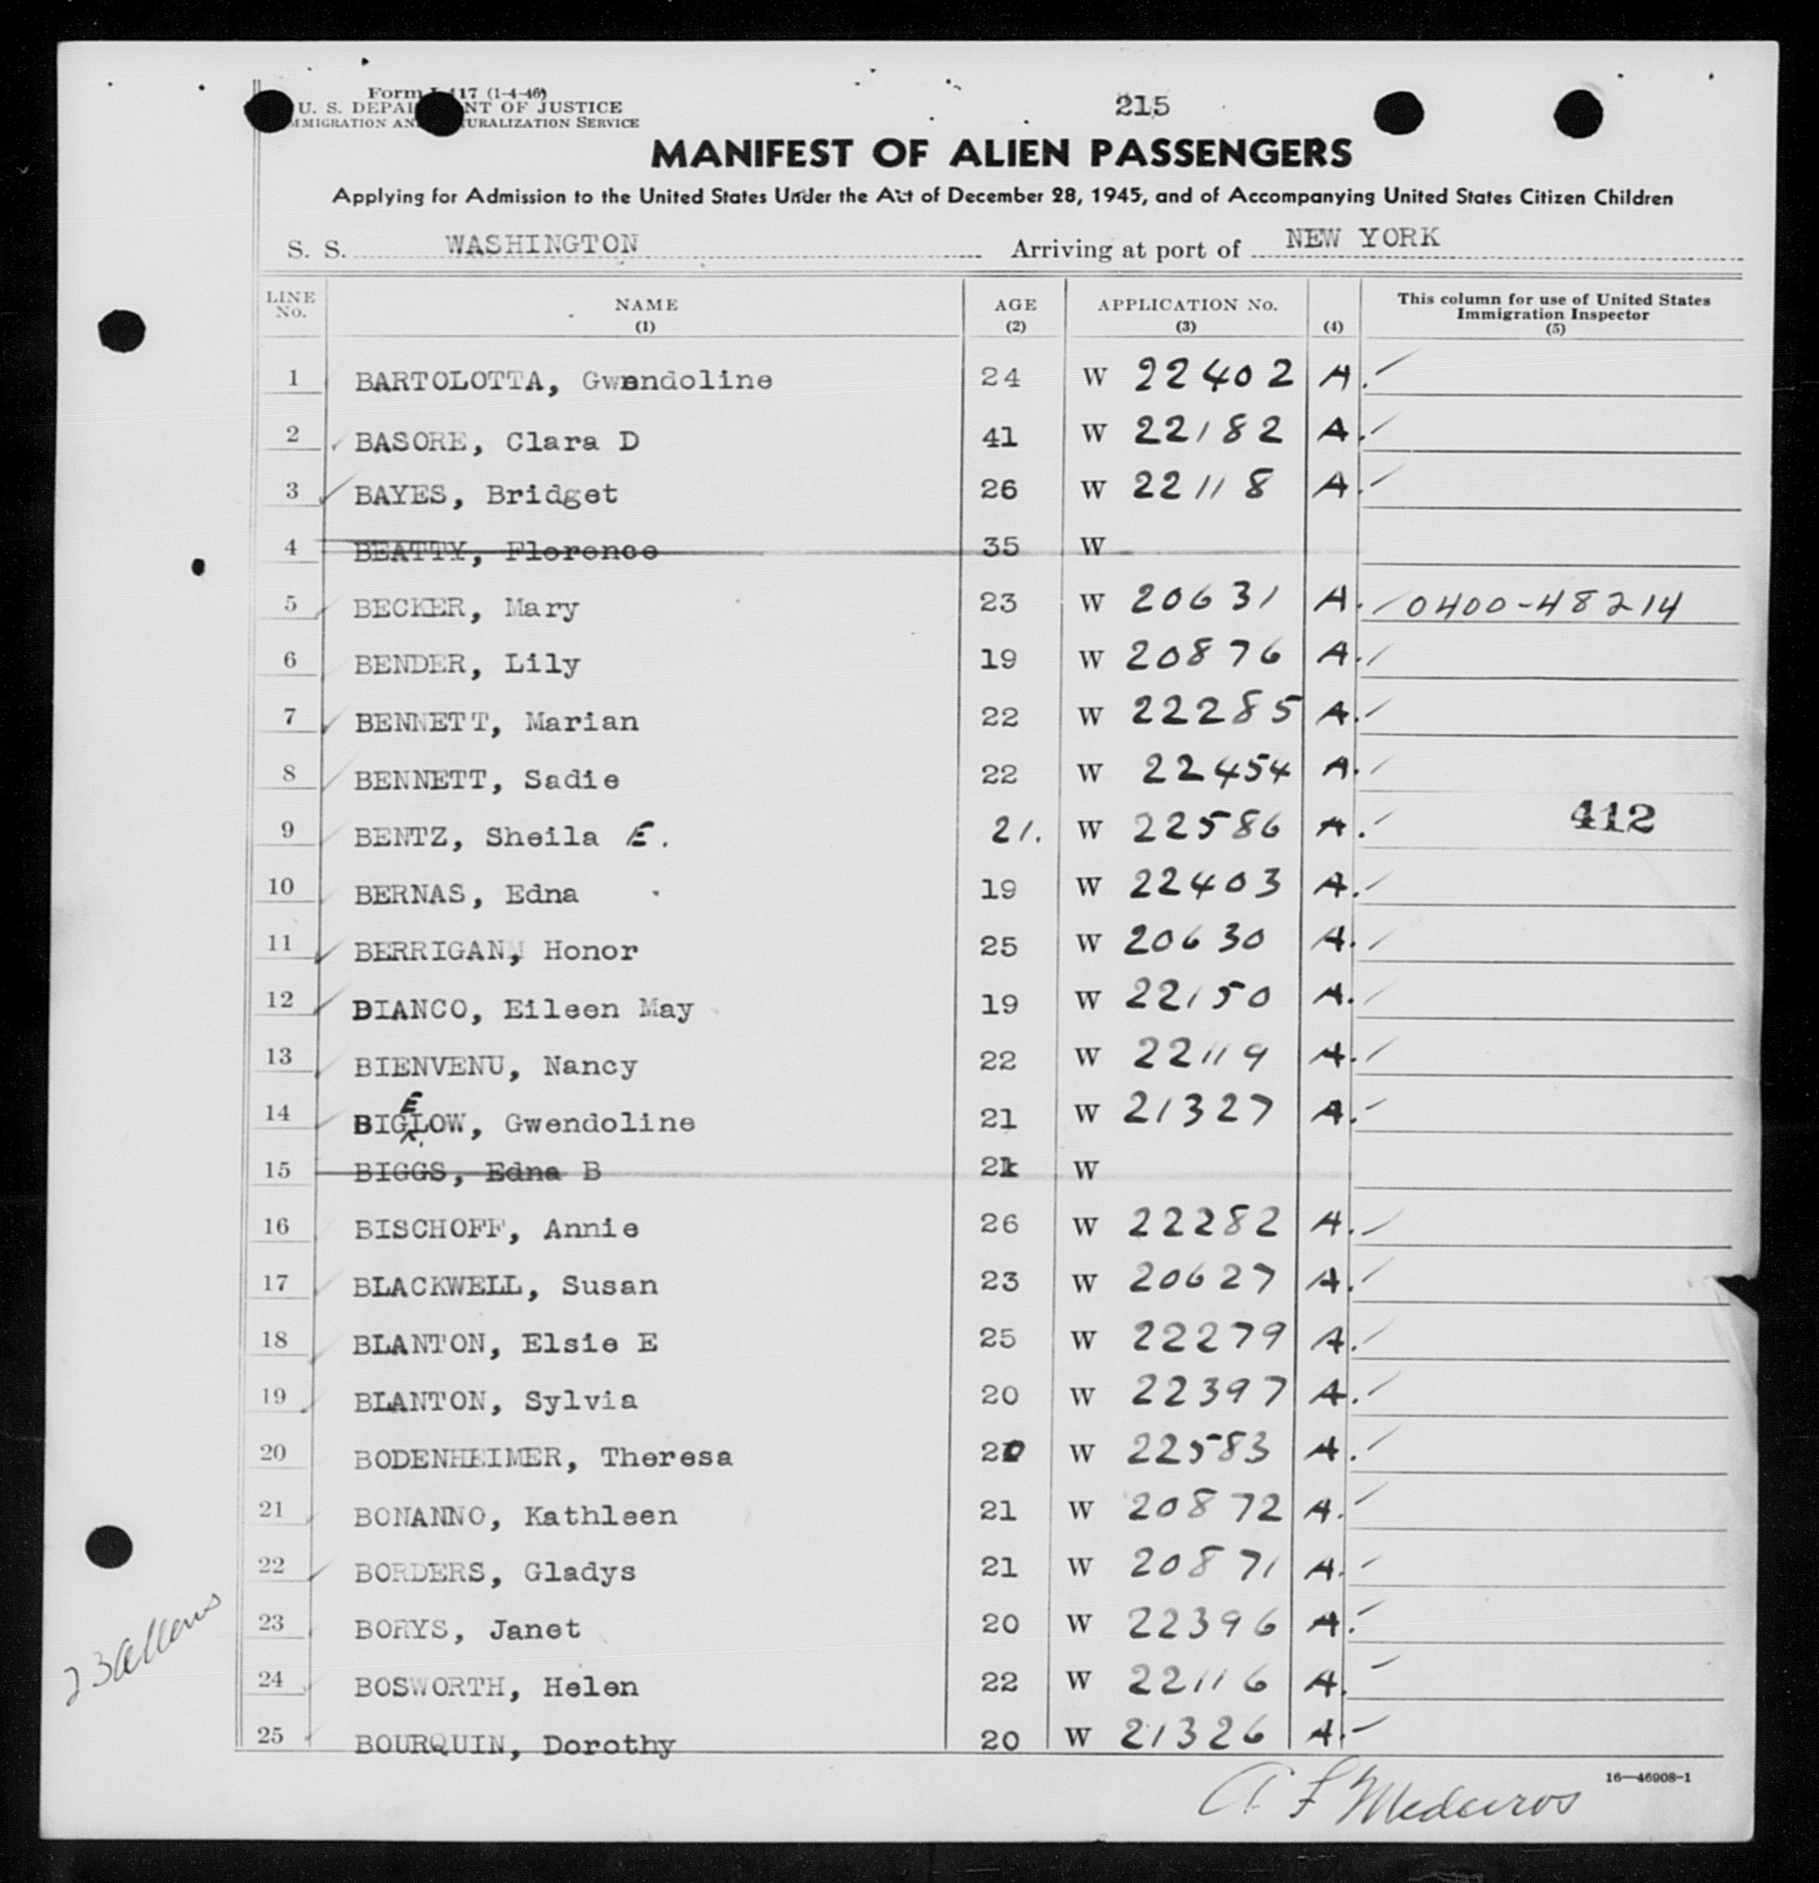 Form I-417 (1-4-46)
215
U. S. DEPARTMENT OF JUSTICE
IMMIGRATION AND NATURALIZATION SERVICE
MANIFEST OF ALIEN PASSENGERS
Applying for Admission to the United States Under the Act of December 28, 1945, and of Accompanying United States Citizen Children
S. S. WASHINGTON Arriving at port of NEW YORK
LINE No. NAME (1) AGE (2) APPLICATION No. (3) (4) This column for use of United States Immigration Inspector (5)
1 BARTOLOTTA, Gwendoline 24 W 22402 A.
2 BASORE, Clara D 41 W 22182 A.
3 BAYES, Bridget 26 W 22118 A.
4 BEATTY, Florence 35 W
5 BECKER, Mary 23 W 20631 A. 0400-48214
6 BENDER, Lily 19 W 20876 A.
7 BENNETT, Marian 22 W 22285 A.
8 BENNETT, Sadie 22 W 22454 A.
9 BENTZ, Sheila E. 21. W 22586 A. 412
10 BERNAS, Edna 19 W 22403 A.
11 BERRIGAN, Honor 25 W 20630 A.
12 BIANCO, Eileen May 19 W 22150 A.
13 BIENVENU, Nancy 22 W 22119 A.
14 BIGELOW, Gwendoline 21 W 21327 A.
15 BIGGS, Edna B W
16 BISCHOFF, Annie 26 W 22282 A.
17 BLACKWELL, Susan 23 W 20627 A.
18 BLANTON, Elsie E 25 W 22279 A.
19 BLANTON, Sylvia 20 W 22397 A.
20 BODENHEIMER, Theresa 20 W 22583 A.
21 BONANNO, Kathleen 21 W 20872 A.
22 BORDERS, Gladys 21 W 20871 A.
23 BORYS, Janet 20 W 22396 A.
24 BOSWORTH, Helen 22 W 22116 A.
25 BOURQUIN, Dorothy 20 W 21326 A.
23 aliens
16—46908-1
A F Medeiros